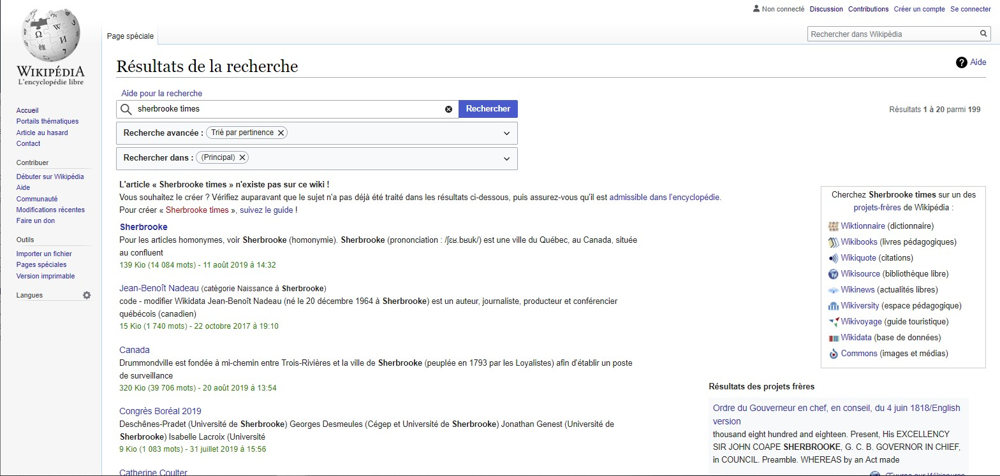 Non connecté Discussion Contributions Créer un compte Se connecter
Page spéciale
Rechercher dans Wikipédia
WIKIPÉDIA
L'encyclopédie libre
Accueil
Portails thématiques
Article au hasard
Contact
Contribuer
Débuter sur Wikipédia
Aide
Communauté
Modifications récentes
Faire un don
Outils
Importer un fichier
Pages spéciales
Version imprimable
Langues
Résultats de la recherche
Aide
Aide pour la recherche
sherbrooke times
Rechercher
Résultats 1 à 20 parmi 199
Recherche avancée : Trié par pertinence
Rechercher dans : (Principal)
L'article « Sherbrooke times » n'existe pas sur ce wiki !
Vous souhaitez le créer ? Vérifiez auparavant que le sujet n'a pas déjà été traité dans les résultats ci-dessous, puis assurez-vous qu'il est admissible dans l'encyclopédie.
Pour créer « Sherbrooke times », suivez le guide !
Sherbrooke
Pour les articles homonymes, voir Sherbrooke (homonymie). Sherbrooke (prononciation : /ʃɛʁ.bʁuk/) est une ville du Québec, au Canada, située
au confluent
139 Kio (14 084 mots) - 11 août 2019 à 14:32
Jean-Benoît Nadeau (catégorie Naissance à Sherbrooke)
code - modifier Wikidata Jean-Benoît Nadeau (né le 20 décembre 1964 à Sherbrooke) est un auteur, journaliste, producteur et conférencier
québécois (canadien)
15 Kio (1 740 mots) - 22 octobre 2017 à 19:10
Canada
Drummondville est fondée à mi-chemin entre Trois-Rivières et la ville de Sherbrooke (peuplée en 1793 par les Loyalistes) afin d'établir un poste
de surveillance
320 Kio (39 706 mots) - 20 août 2019 à 13:54
Congrès Boréal 2019
Deschênes-Pradet (Université de Sherbrooke) Georges Desmeules (Cégep et Université de Sherbrooke) Jonathan Genest (Université de
Sherbrooke) Isabelle Lacroix (Université
9 Kio (1 083 mots) - 31 juillet 2019 à 15:56
Catherine Coulter
Cherchez Sherbrooke times sur un des
projets-frères de Wikipédia :
Wiktionnaire (dictionnaire)
Wikibooks (livres pédagogiques)
Wikiquote (citations)
Wikisource (bibliothèque libre)
Wikinews (actualités libres)
Wikiversity (espace pédagogique)
Wikivoyage (guide touristique)
Wikidata (base de données)
Commons (images et médias)
Résultats des projets frères
Ordre du Gouverneur en chef, en conseil, du 4 juin 1818/English
version
thousand eight hundred and eighteen. Present, His EXCELLENCY
SIR JOHN COAPE SHERBROOKE, G. C. B. GOVERNOR IN CHIEF,
in COUNCIL. Preamble. WHEREAS by an Act made
Œuvres sur Wikisource